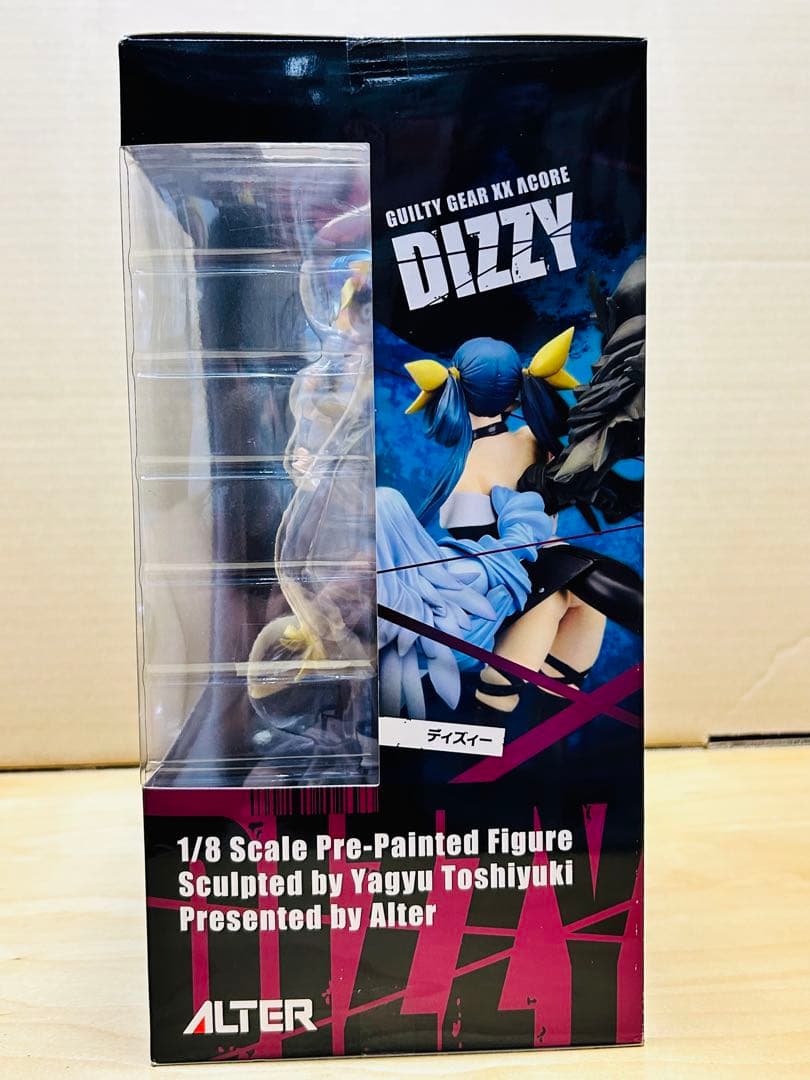 GUILTY GEAR XX ACORE
DIZZY
ディズィー
1/8 Scale Pre-Painted Figure
Sculpted by Yagyu Toshiyuki
Presented by Alter
ALTER
DIZZY